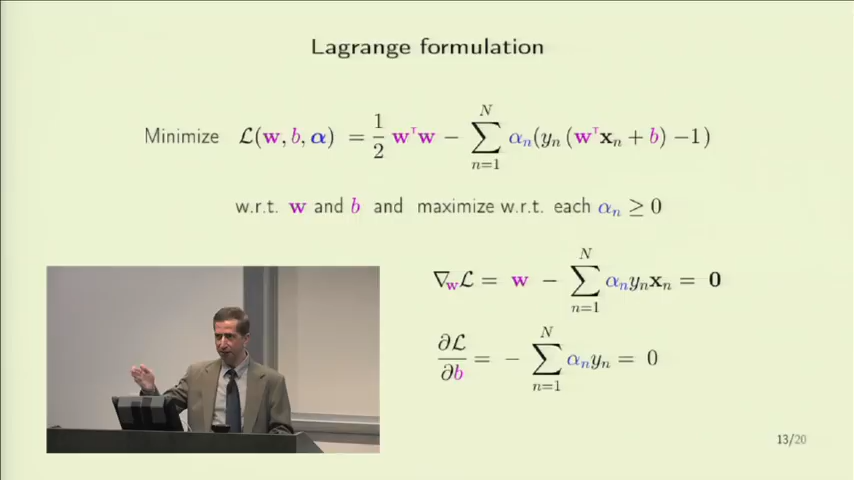 Lagrange formulation
Minimize 𝓛(w, b, α) = 1/2 wᵀw − ∑_{n=1}^{N} αₙ(yₙ (wᵀxₙ + b) −1)
w.r.t. w and b and maximize w.r.t. each αₙ ≥ 0
∇_w 𝓛 = w − ∑_{n=1}^{N} αₙyₙxₙ = 0
∂𝓛/∂b = − ∑_{n=1}^{N} αₙyₙ = 0
13/20